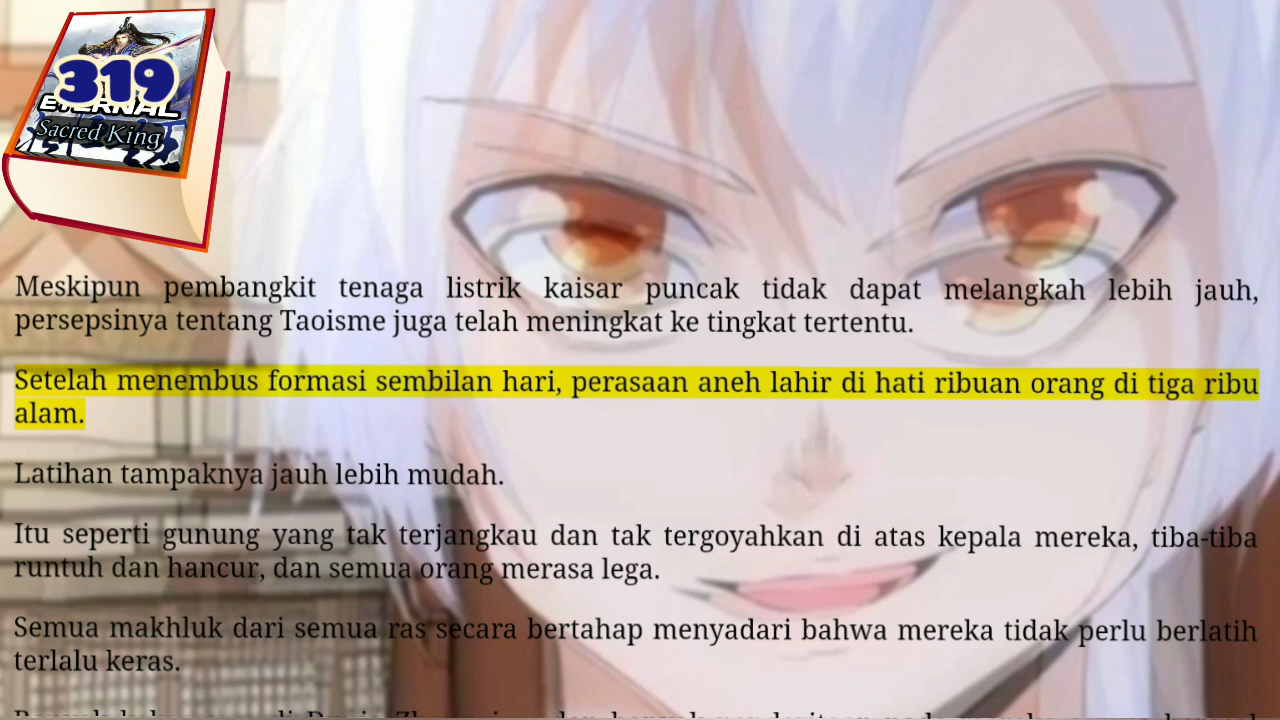 319
ETERNAL
Sacred King
Meskipun pembangkit tenaga listrik kaisar puncak tidak dapat melangkah lebih jauh,
persepsinya tentang Taoisme juga telah meningkat ke tingkat tertentu.
Setelah menembus formasi sembilan hari, perasaan aneh lahir di hati ribuan orang di tiga ribu
alam.
Latihan tampaknya jauh lebih mudah.
Itu seperti gunung yang tak terjangkau dan tak tergoyahkan di atas kepala mereka, tiba-tiba
runtuh dan hancur, dan semua orang merasa lega.
Semua makhluk dari semua ras secara bertahap menyadari bahwa mereka tidak perlu berlatih
terlalu keras.